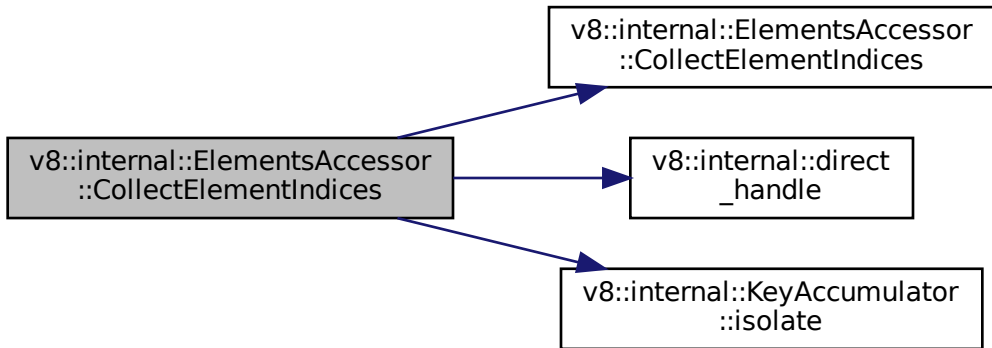 v8::internal::ElementsAccessor
::CollectElementIndices
v8::internal::ElementsAccessor
::CollectElementIndices
v8::internal::direct
_handle
v8::internal::KeyAccumulator
::isolate